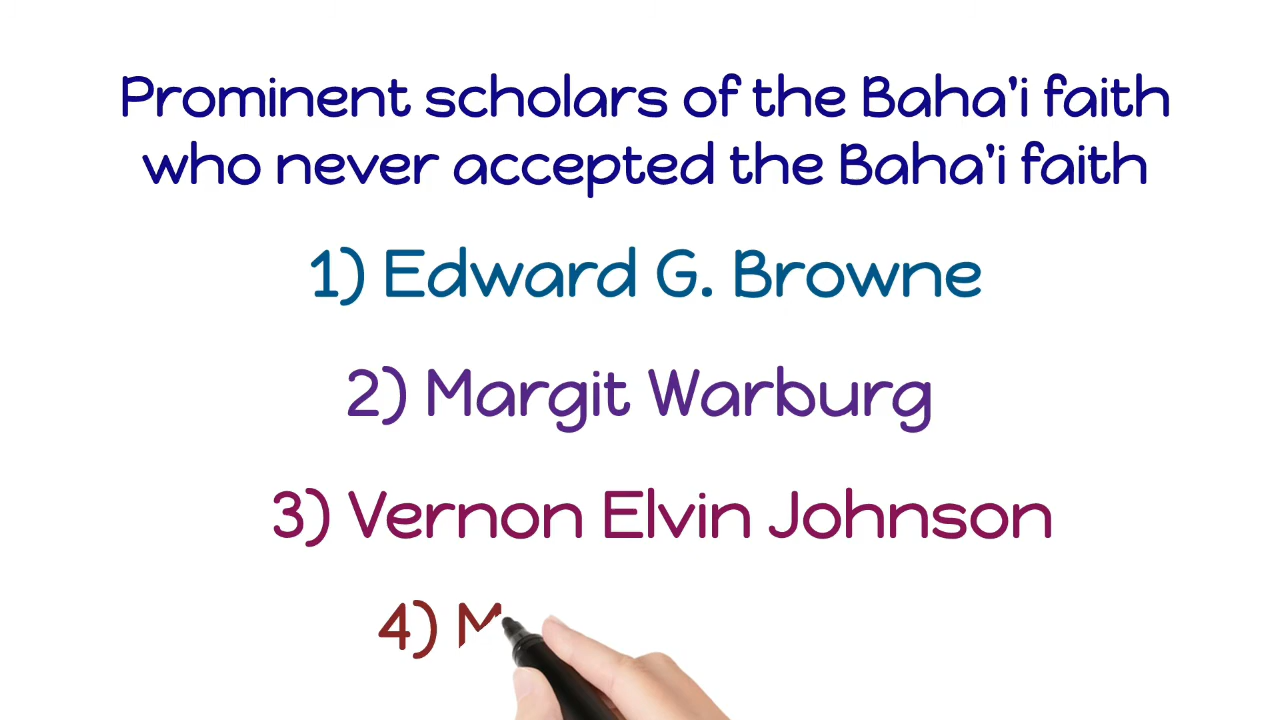 Prominent scholars of the Baha'i faith
who never accepted the Baha'i faith
1) Edward G. Browne
2) Margit Warburg
3) Vernon Elvin Johnson
4) M